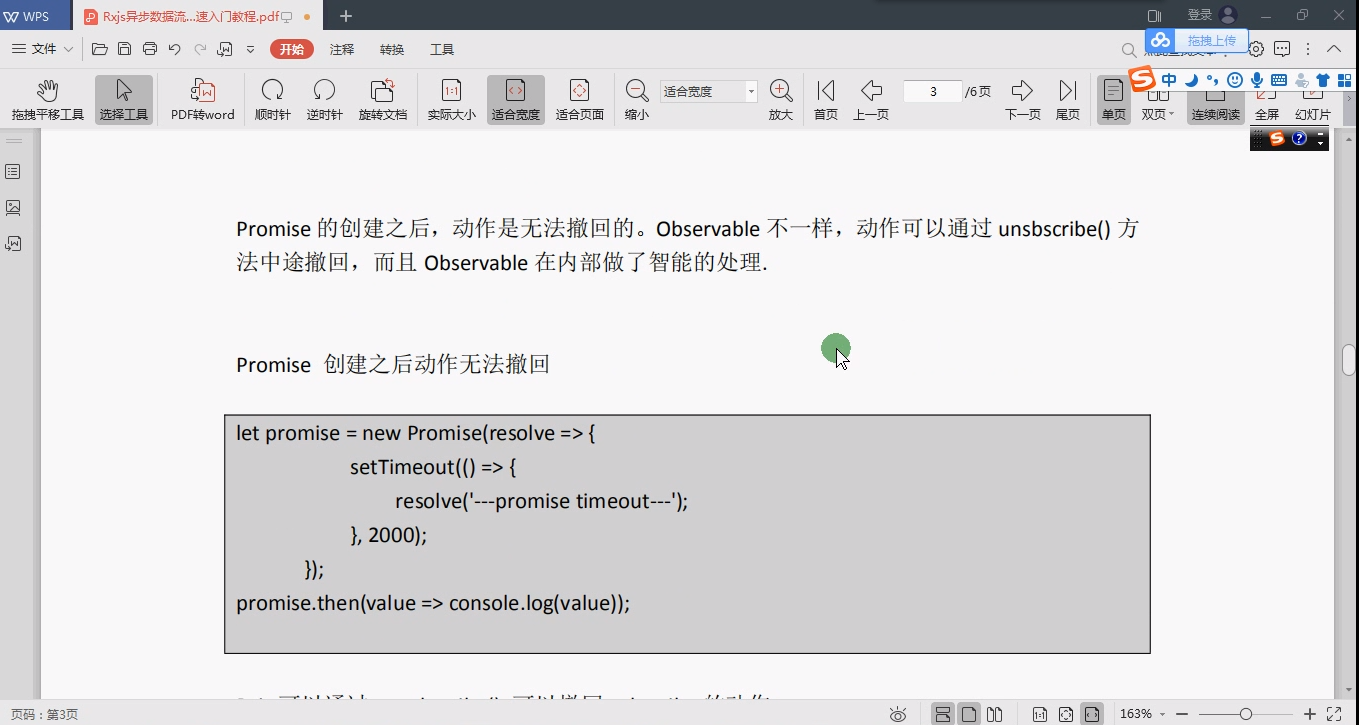 WPS
Rxjs异步数据流...速入门教程.pdf
登录
拖拽上传
文件
开始
注释
转换
工具
拖拽平移工具
选择工具
PDF转word
顺时针
逆时针
旋转文档
1:1
实际大小
适合宽度
适合页面
缩小
适合宽度
放大
首页
上一页
3
/6页
下一页
尾页
单页
双页
连续阅读
全屏
幻灯片
中
Promise 的创建之后，动作是无法撤回的。Observable 不一样，动作可以通过 unsbscribe() 方
法中途撤回，而且 Observable 在内部做了智能的处理.
Promise 创建之后动作无法撤回
let promise = new Promise(resolve => {
setTimeout(() => {
resolve('---promise timeout---');
}, 2000);
});
promise.then(value => console.log(value));
页码：第3页
163%